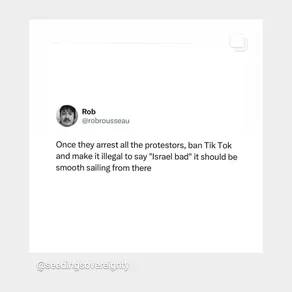 Rob
@robrousseau
Once they arrest all the protestors, ban Tik Tok
and make it illegal to say "Israel bad" it should be
smooth sailing from there
@seedingsovereignty